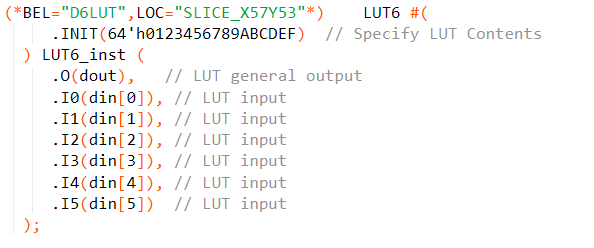 (*BEL="D6LUT",LOC="SLICE_X57Y53"*)    LUT6 #(
      .INIT(64'h0123456789ABCDEF)  // Specify LUT Contents
  ) LUT6_inst (
      .O(dout),   // LUT general output
      .I0(din[0]), // LUT input
      .I1(din[1]), // LUT input
      .I2(din[2]), // LUT input
      .I3(din[3]), // LUT input
      .I4(din[4]), // LUT input
      .I5(din[5])  // LUT input
  );